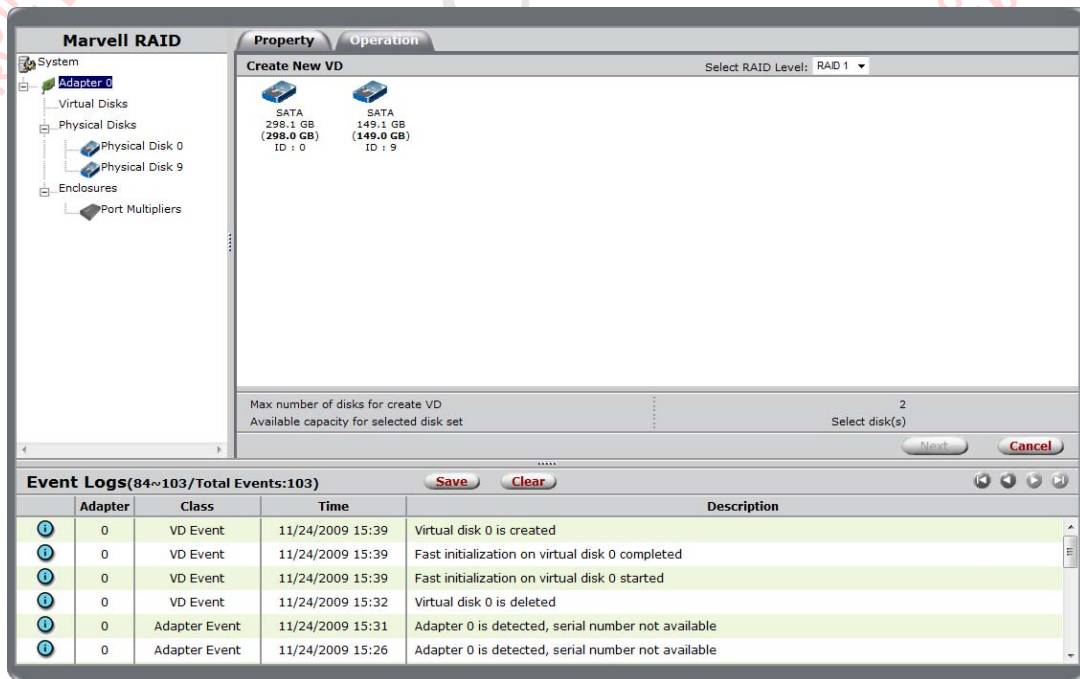 Marvell RAID
Property
Operation
System
Adapter 0
Virtual Disks
Physical Disks
Physical Disk 0
Physical Disk 9
Enclosures
Port Multipliers
Create New VD
Select RAID Level: RAID 1
SATA
298.1 GB
(298.0 GB)
ID : 0
SATA
149.1 GB
(149.0 GB)
ID : 9
Max number of disks for create VD 2
Available capacity for selected disk set Select disk(s)
Next Cancel
Event Logs(84~103/Total Events:103) Save Clear
Adapter Class Time Description
0 VD Event 11/24/2009 15:39 Virtual disk 0 is created
0 VD Event 11/24/2009 15:39 Fast initialization on virtual disk 0 completed
0 VD Event 11/24/2009 15:39 Fast initialization on virtual disk 0 started
0 VD Event 11/24/2009 15:32 Virtual disk 0 is deleted
0 Adapter Event 11/24/2009 15:31 Adapter 0 is detected, serial number not available
0 Adapter Event 11/24/2009 15:26 Adapter 0 is detected, serial number not available